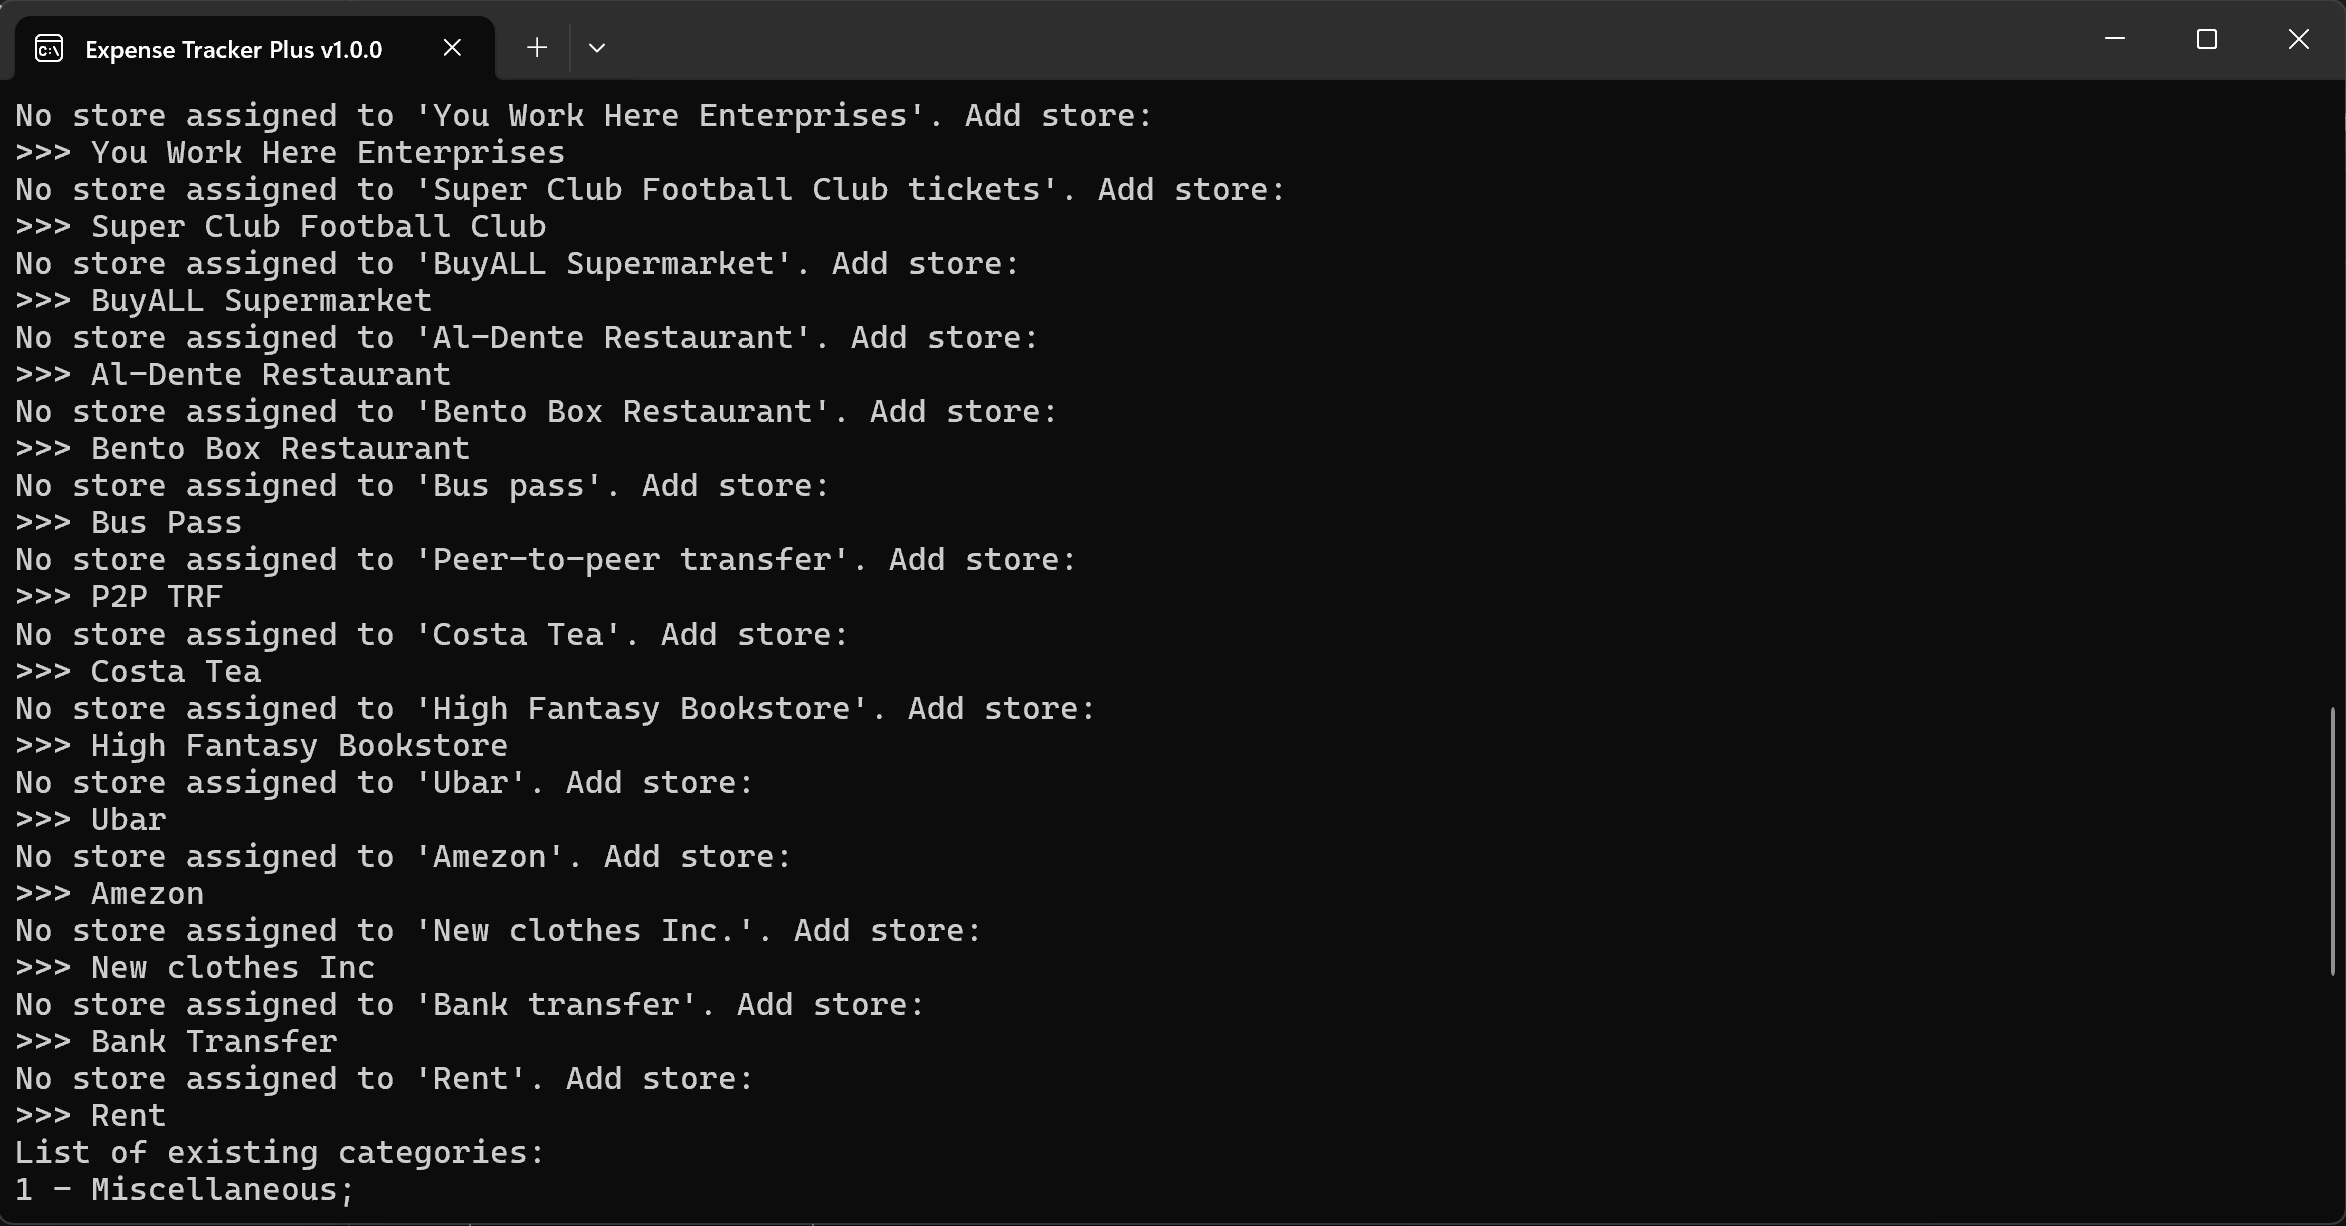 Expense Tracker Plus v1.0.0
No store assigned to 'You Work Here Enterprises'. Add store:
>>> You Work Here Enterprises
No store assigned to 'Super Club Football Club tickets'. Add store:
>>> Super Club Football Club
No store assigned to 'BuyALL Supermarket'. Add store:
>>> BuyALL Supermarket
No store assigned to 'Al-Dente Restaurant'. Add store:
>>> Al-Dente Restaurant
No store assigned to 'Bento Box Restaurant'. Add store:
>>> Bento Box Restaurant
No store assigned to 'Bus pass'. Add store:
>>> Bus Pass
No store assigned to 'Peer-to-peer transfer'. Add store:
>>> P2P TRF
No store assigned to 'Costa Tea'. Add store:
>>> Costa Tea
No store assigned to 'High Fantasy Bookstore'. Add store:
>>> High Fantasy Bookstore
No store assigned to 'Ubar'. Add store:
>>> Ubar
No store assigned to 'Amezon'. Add store:
>>> Amezon
No store assigned to 'New clothes Inc.'. Add store:
>>> New clothes Inc
No store assigned to 'Bank transfer'. Add store:
>>> Bank Transfer
No store assigned to 'Rent'. Add store:
>>> Rent
List of existing categories:
1 - Miscellaneous;